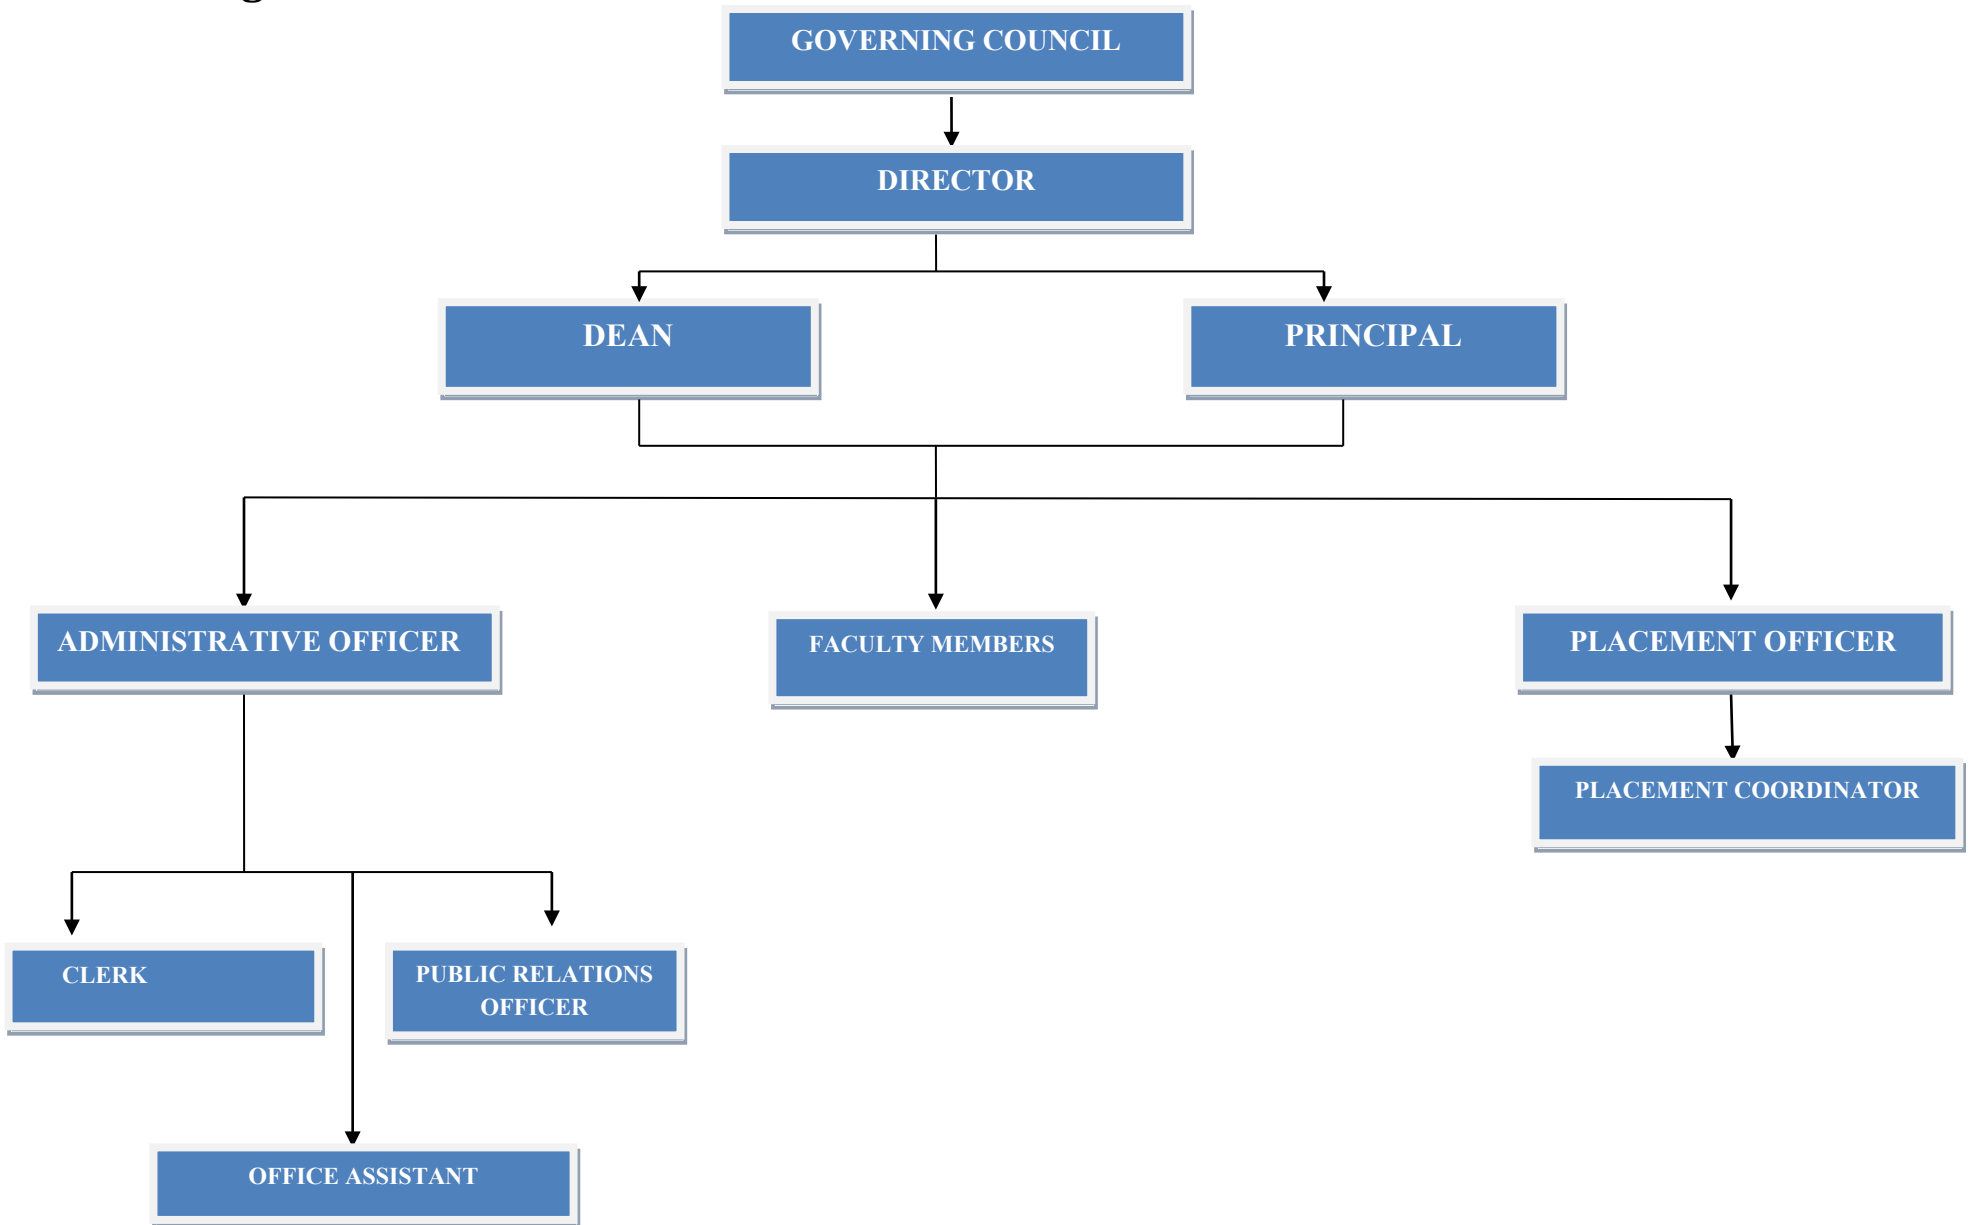 GOVERNING COUNCIL
DIRECTOR
DEAN
PRINCIPAL
ADMINISTRATIVE OFFICER
FACULTY MEMBERS
PLACEMENT OFFICER
PLACEMENT COORDINATOR
CLERK
PUBLIC RELATIONS
OFFICER
OFFICE ASSISTANT